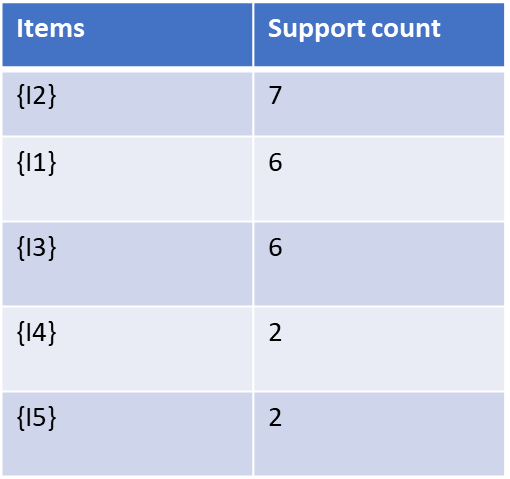 Items Support count
{I2} 7
{I1} 6
{I3} 6
{I4} 2
{I5} 2